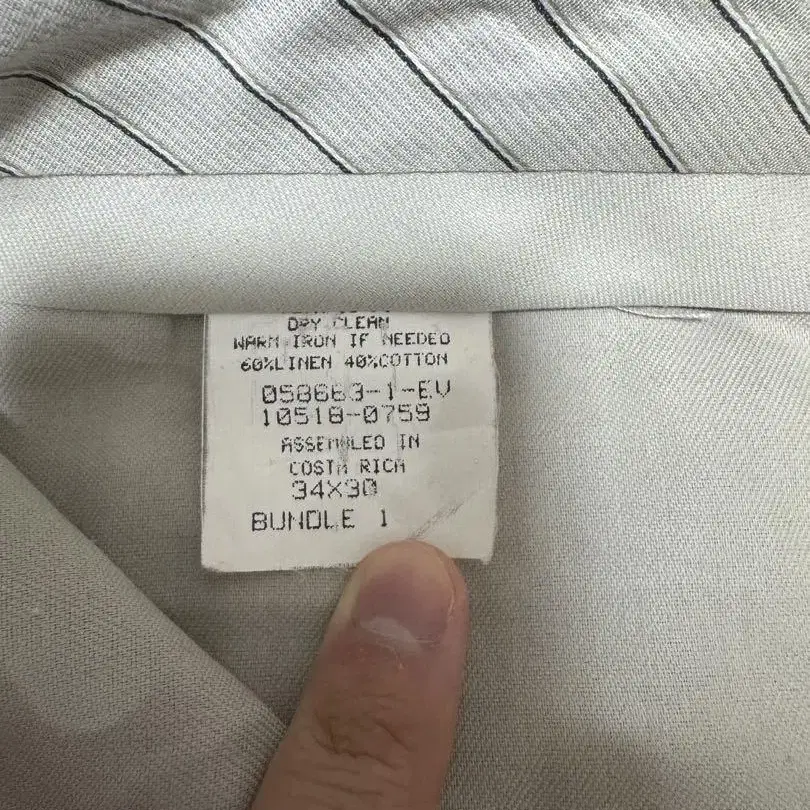 DRY CLEAN
WARM IRON IF NEEDED
60%LINEN 40%COTTON
058663-1-EV
10518-0759
ASSEMBLED IN
COSTA RICA
34X30
BUNDLE 1